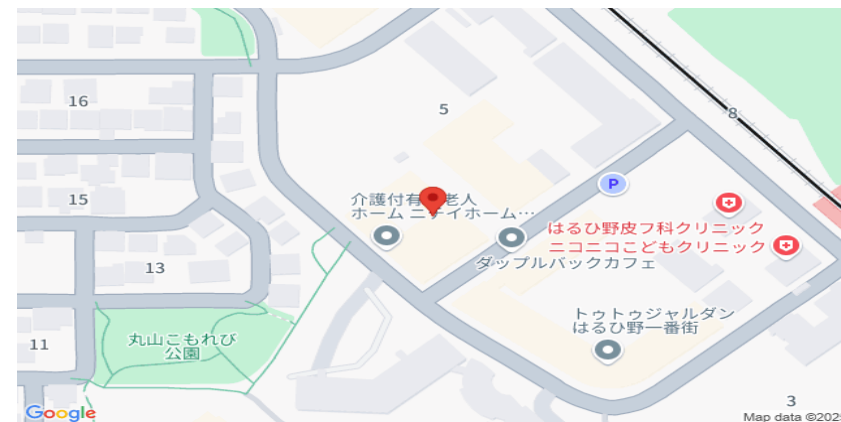 16
5
8
15
介護付有
老人
ホーム ニチイホーム…
P
はるひ野皮フ科クリニック
ニコニコこどもクリニック
ダップルバックカフェ
13
トゥトゥジャルダン
はるひ野一番街
丸山こもれび
公園
11
3
Google
Map data ©2025